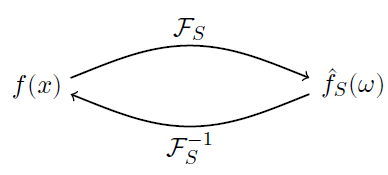 𝓕_S
f(x) f̂_S(ω)
𝓕_S^{-1}